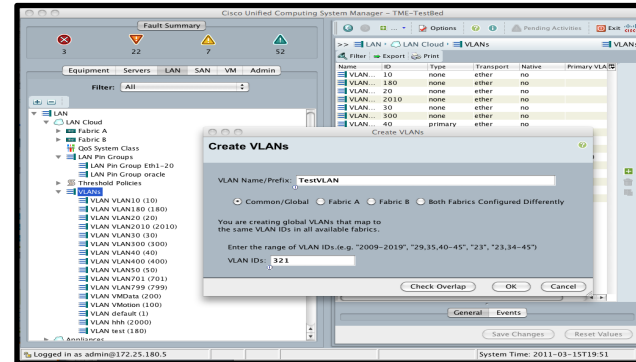 Cisco Unified Computing System Manager - TME-TestBed
Fault Summary
3 22 7 52
Equipment Servers LAN SAN VM Admin
Filter: All
LAN
LAN Cloud
Fabric A
Fabric B
QoS System Class
LAN Pin Groups
LAN Pin Group Eth1-20
LAN Pin Group oracle
Threshold Policies
VLANs
VLAN VLAN10 (10)
VLAN VLAN180 (180)
VLAN VLAN20 (20)
VLAN VLAN2010 (2010)
VLAN VLAN30 (30)
VLAN VLAN300 (300)
VLAN VLAN40 (40)
VLAN VLAN400 (400)
VLAN VLAN50 (50)
VLAN VLAN701 (701)
VLAN VLAN799 (799)
VLAN VMData (200)
VLAN VMotion (100)
VLAN default (1)
VLAN hhh (2000)
VLAN test (180)
Appliances
... Options Pending Activities Exit
>> LAN LAN Cloud VLANs VLANs
Filter Export Print
Name ID Type Transport Native Primary VLA
VLAN... 10 none ether no
VLAN... 180 none ether no
VLAN... 20 none ether no
VLAN... 2010 none ether no
VLAN... 30 none ether no
VLAN... 300 none ether no
VLAN... 40 primary ether no
Create VLANs
Create VLANs
VLAN Name/Prefix: TestVLAN
Common/Global Fabric A Fabric B Both Fabrics Configured Differently
You are creating global VLANs that map to
the same VLAN IDs in all available fabrics.
Enter the range of VLAN IDs.(e.g. "2009-2019", "29,35,40-45", "23", "23,34-45")
VLAN IDs: 321
Check Overlap OK Cancel
General Events
Save Changes Reset Values
Logged in as admin@172.25.180.5
System Time: 2011-03-15T19:51